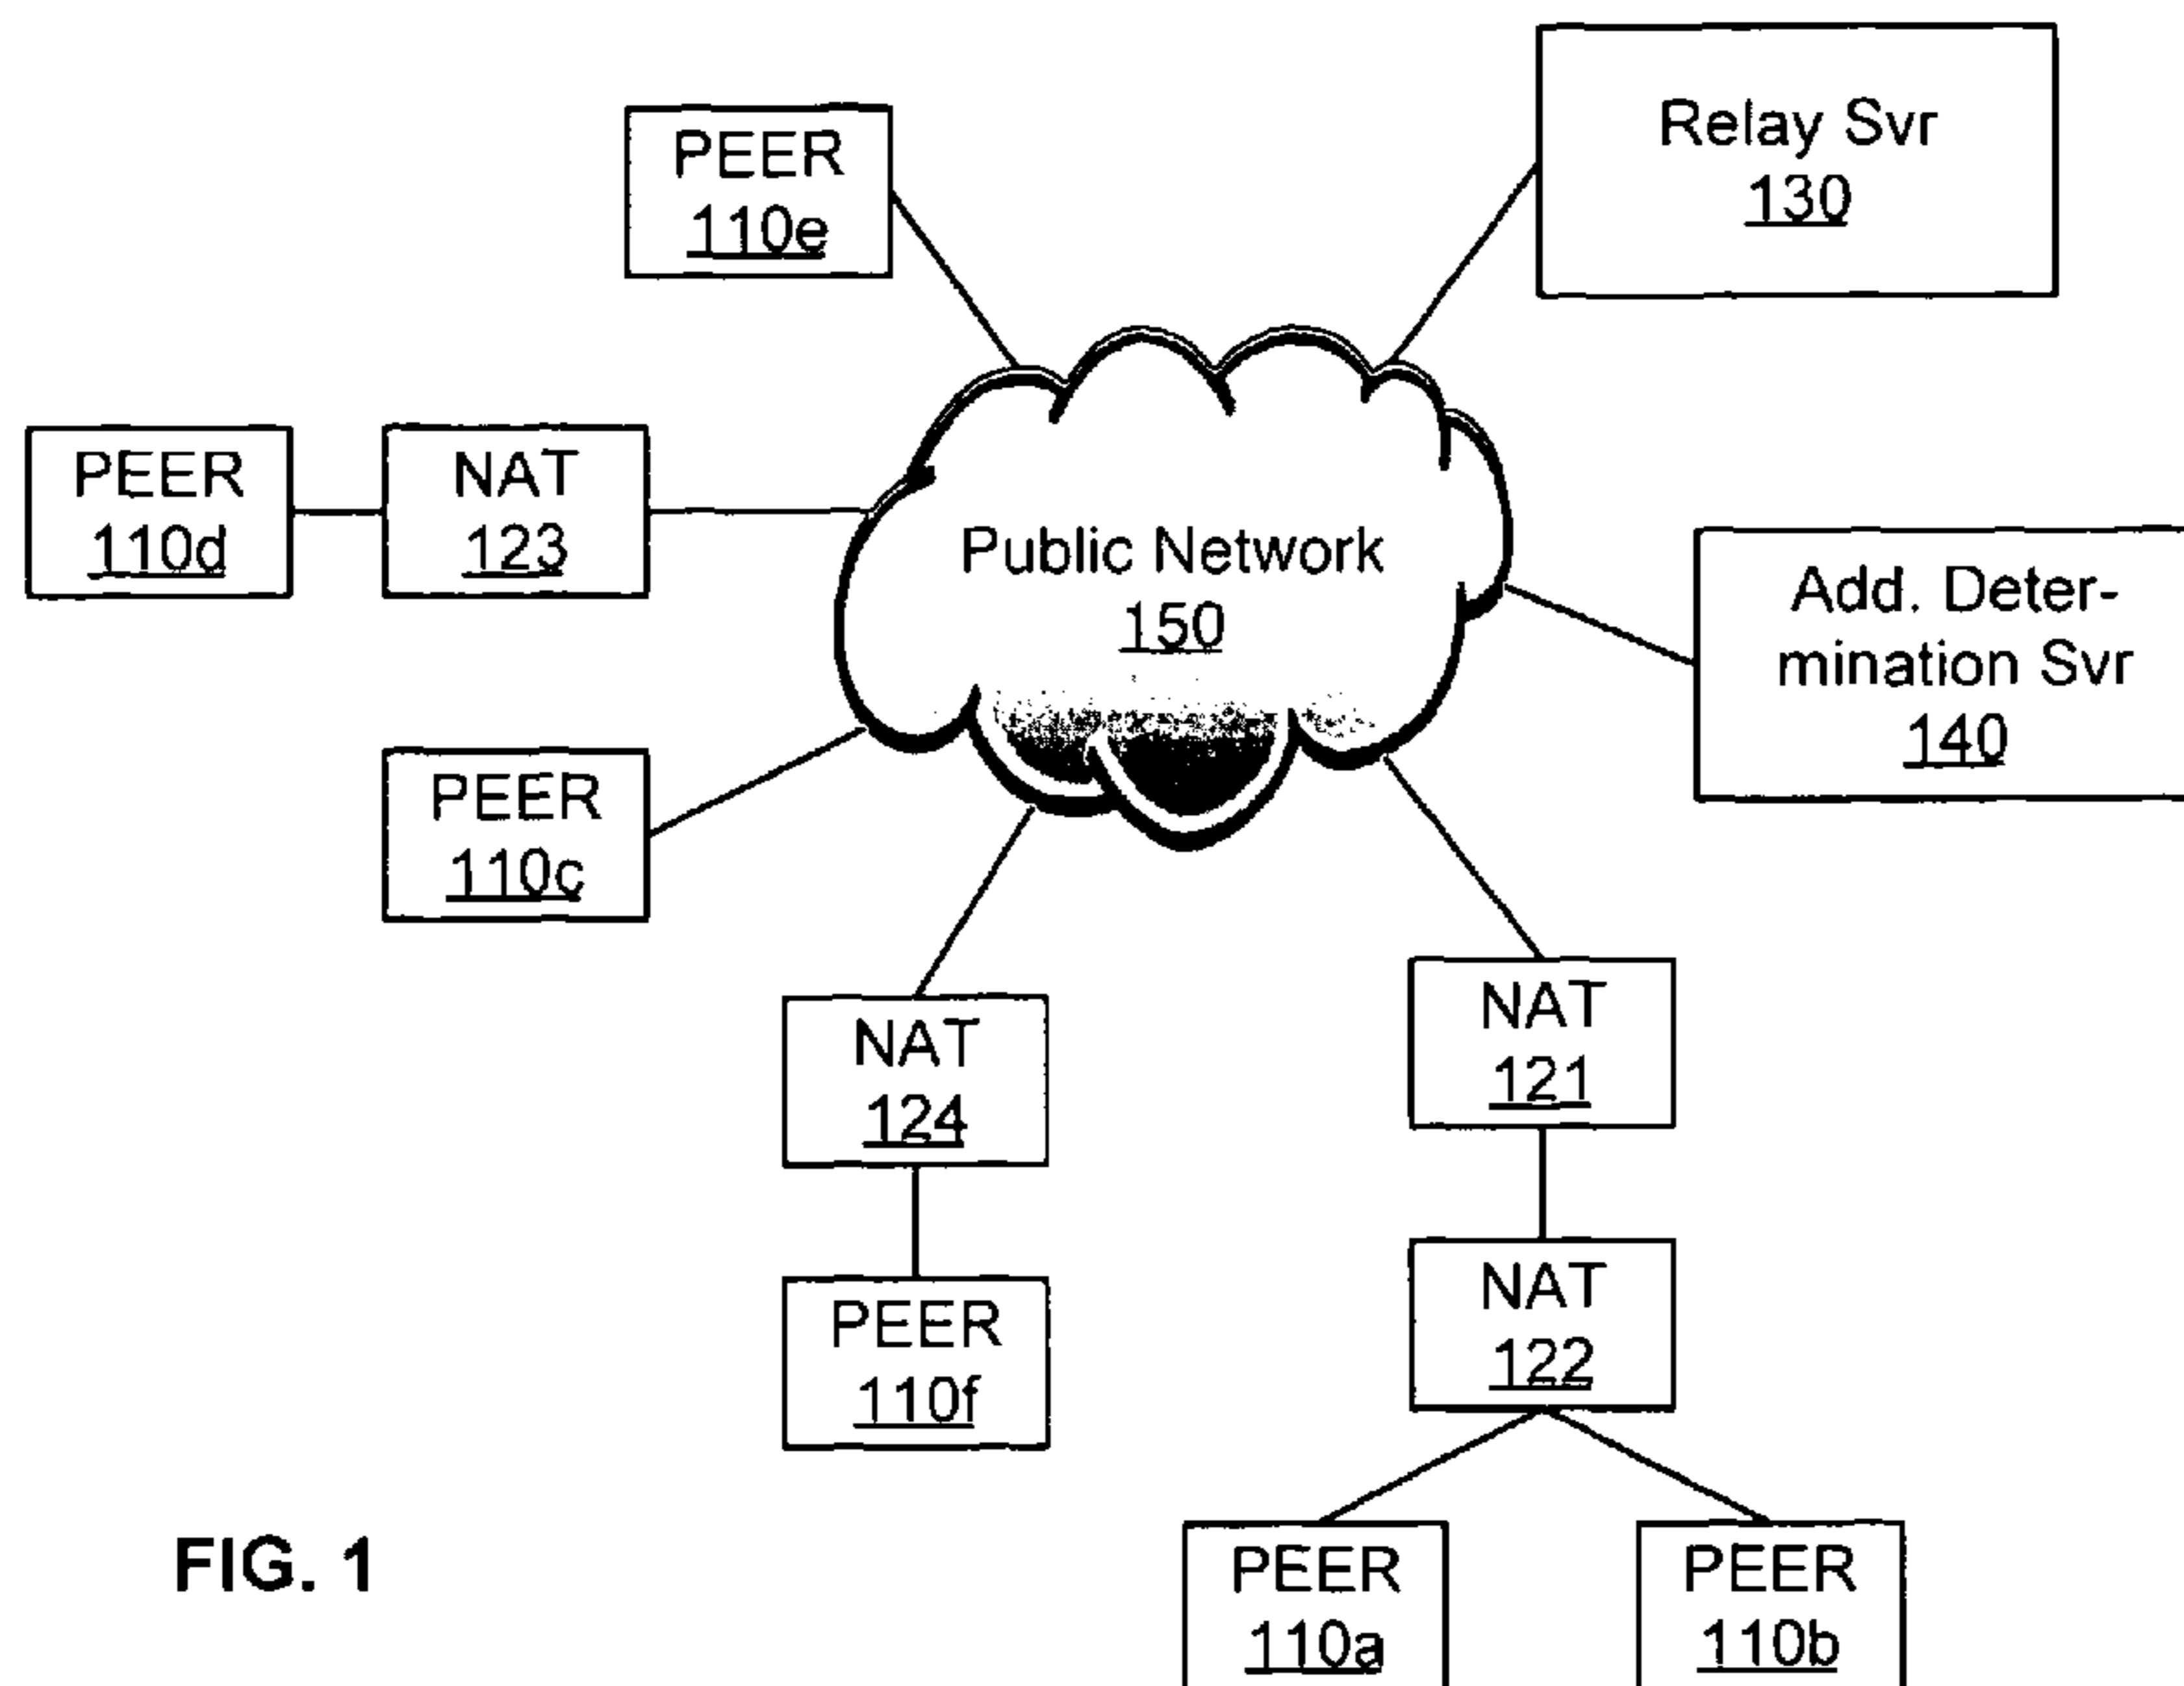 Relay Svr
130
PEER
110e
PEER
110d
NAT
123
Public Network
150
Add. Deter-
mination Svr
140
PEER
110c
NAT
124
NAT
121
PEER
110f
NAT
122
PEER
110a
PEER
110b
FIG. 1